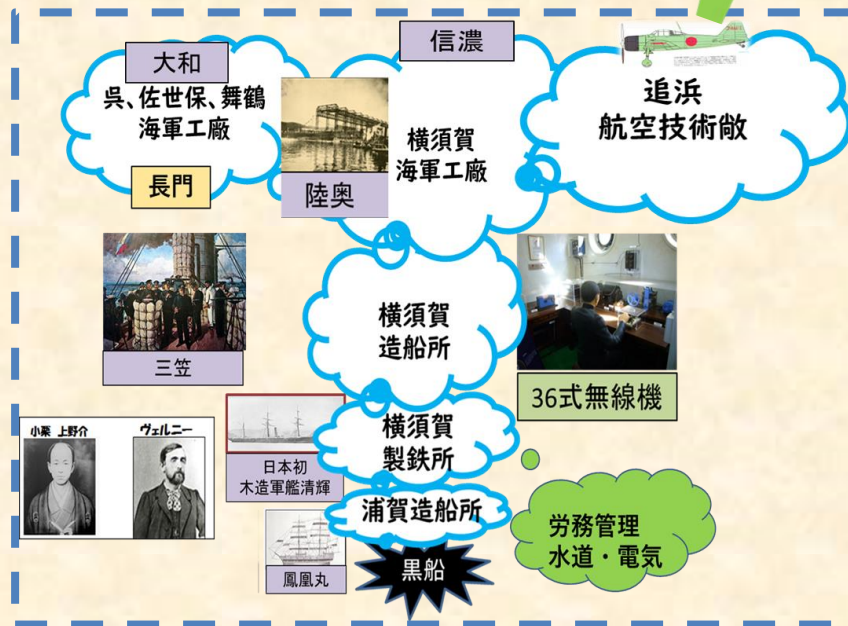 信濃
大和
呉、佐世保、舞鶴
海軍工廠
長門
陸奥
横須賀
海軍工廠
追浜
航空技術敞
三笠
横須賀
造船所
36式無線機
小栗 上野介
ヴェルニー
日本初
木造軍艦清輝
横須賀
製鉄所
浦賀造船所
鳳凰丸
黒船
労務管理
水道・電気